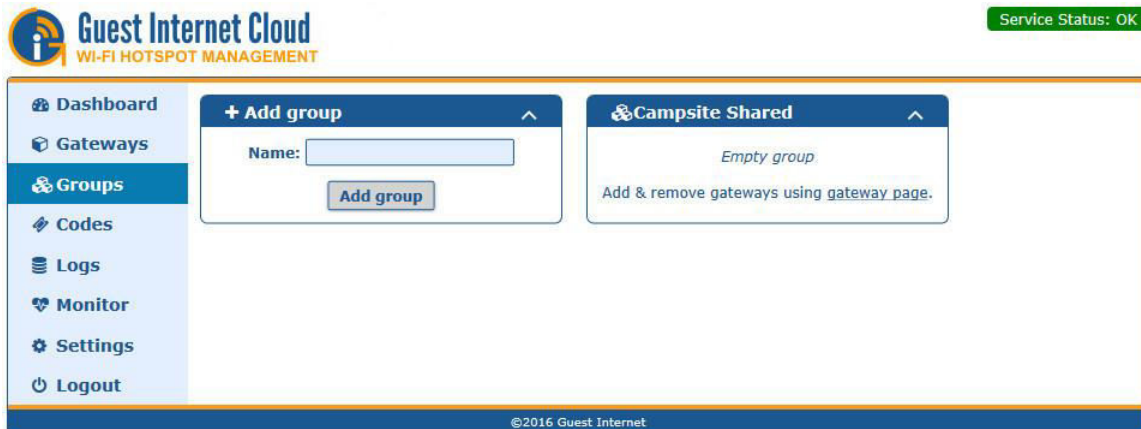 Guest Internet Cloud
WI-FI HOTSPOT MANAGEMENT
Service Status: OK
Dashboard
Gateways
Groups
Codes
Logs
Monitor
Settings
Logout
Add group
Name:
Add group
Campsite Shared
Empty group
Add & remove gateways using gateway page.
©2016 Guest Internet